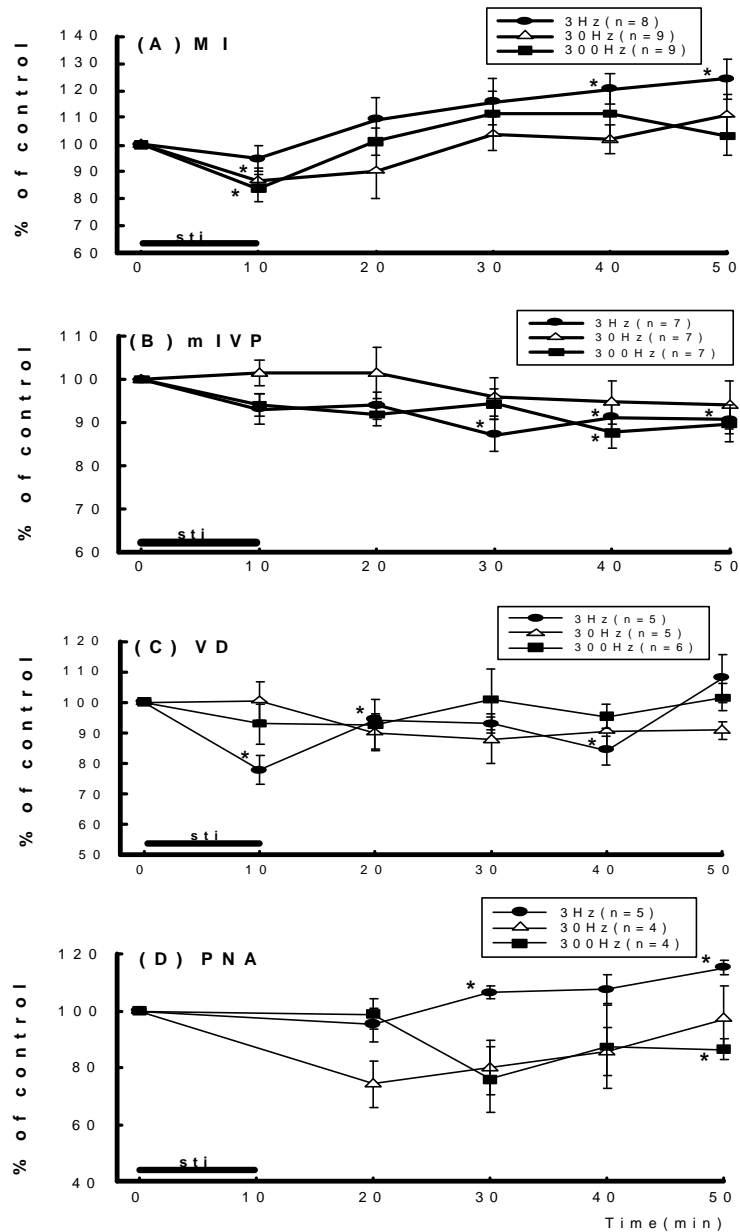 (A) MI
3Hz(n=8)
30Hz(n=9)
300Hz(n=9)
% of control
140
130
120
110
100
90
80
70
60
*
*
*
*
sti
0 10 20 30 40 50
(B) mIVP
3Hz(n=7)
30Hz(n=7)
300Hz(n=7)
% of control
110
100
90
80
70
60
*
*
*
*
sti
0 10 20 30 40 50
(C) VD
3Hz(n=5)
30Hz(n=5)
300Hz(n=6)
% of control
120
110
100
90
80
70
60
50
*
*
*
sti
0 10 20 30 40 50
(D) PNA
3Hz(n=5)
30Hz(n=4)
300Hz(n=4)
% of control
120
100
80
60
40
*
*
*
sti
0 10 20 30 40 50
Time(min)